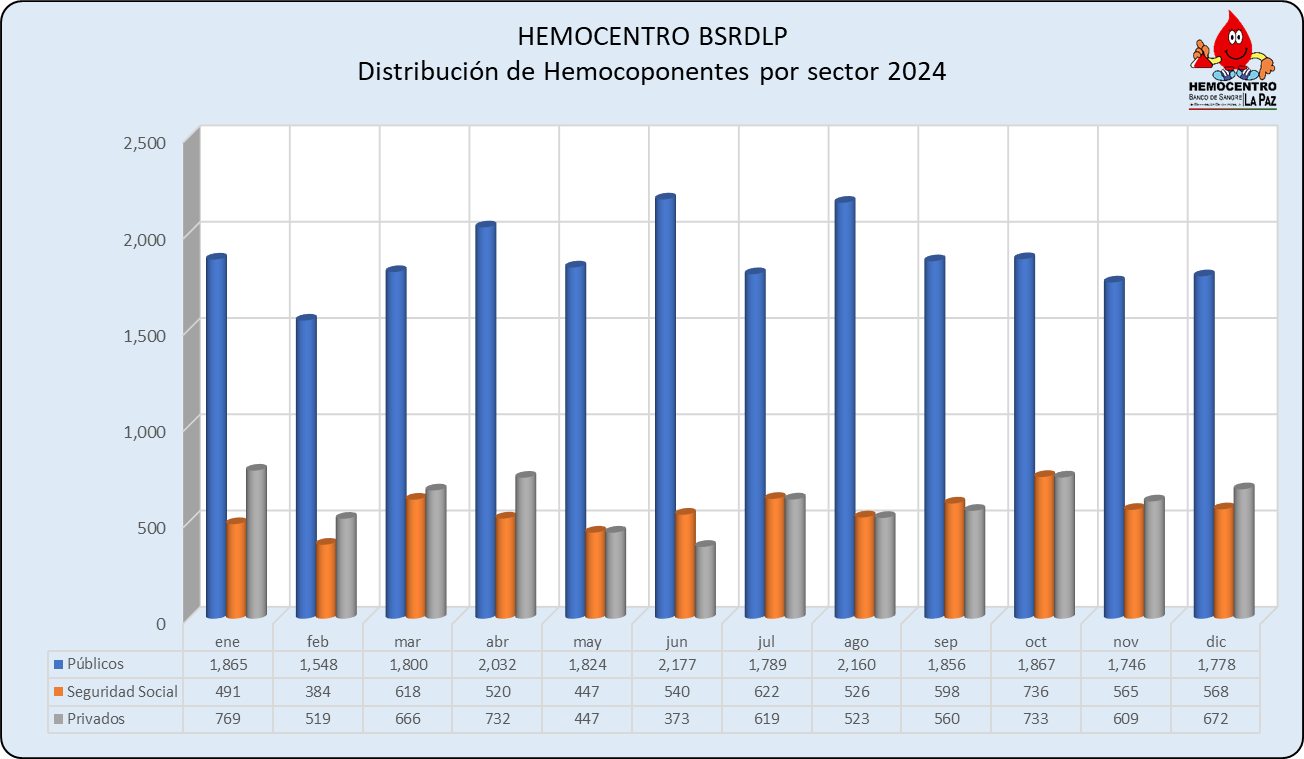 HEMOCENTRO BSRDLP
Distribución de Hemocoponentes por sector 2024
HEMOCENTRO
BANCO DE SANGRE
LA PAZ
2,500
2,000
1,500
1,000
500
0
ene feb mar abr may jun jul ago sep oct nov dic
Públicos 1,865 1,548 1,800 2,032 1,824 2,177 1,789 2,160 1,856 1,867 1,746 1,778
Seguridad Social 491 384 618 520 447 540 622 526 598 736 565 568
Privados 769 519 666 732 447 373 619 523 560 733 609 672